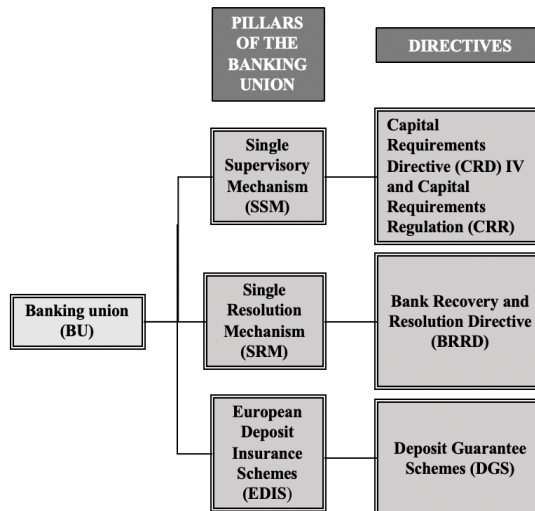 PILLARS
OF THE
BANKING
UNION
DIRECTIVES
Single
Supervisory
Mechanism
(SSM)
Capital
Requirements
Directive (CRD) IV
and Capital
Requirements
Regulation (CRR)
Banking union
(BU)
Single
Resolution
Mechanism
(SRM)
Bank Recovery and
Resolution Directive
(BRRD)
European
Deposit
Insurance
Schemes
(EDIS)
Deposit Guarantee
Schemes (DGS)